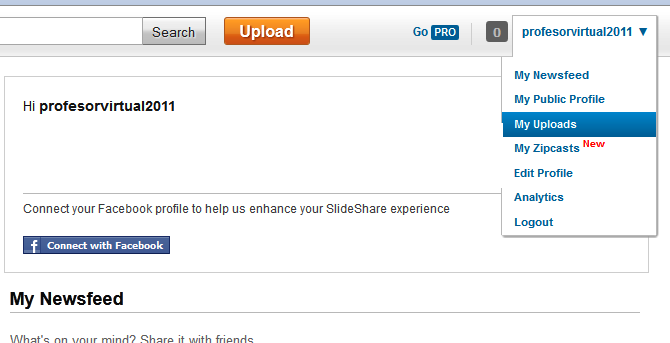 Search
Upload
Go PRO
0
profesorvirtual2011 ▼
My Newsfeed
My Public Profile
My Uploads
My Zipcasts New
Edit Profile
Analytics
Logout
Hi profesorvirtual2011
Connect your Facebook profile to help us enhance your SlideShare experience
f Connect with Facebook
My Newsfeed
What's on your mind? Share it with friends